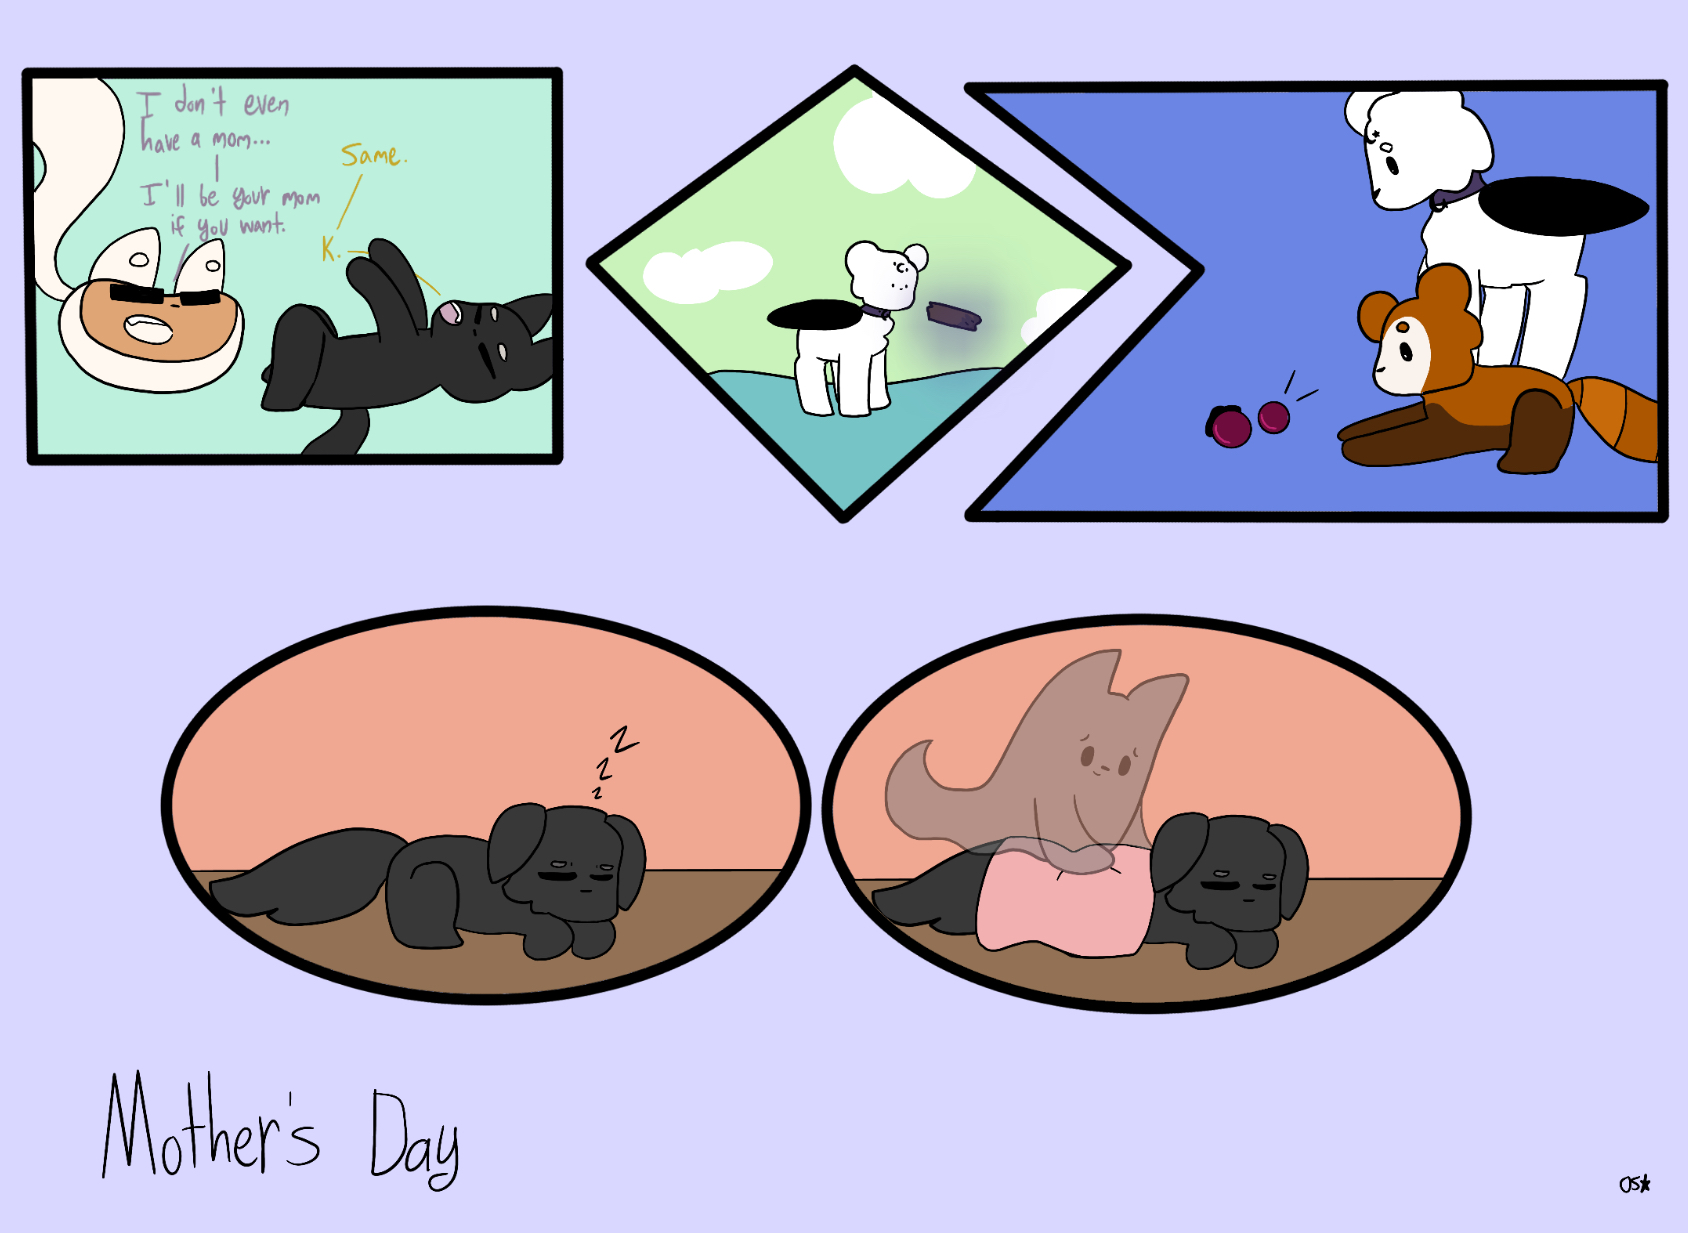 I don't even
have a mom...
Same.
I'll be your mom
if you want.
K.
z
z
z
Mother's Day
OS★